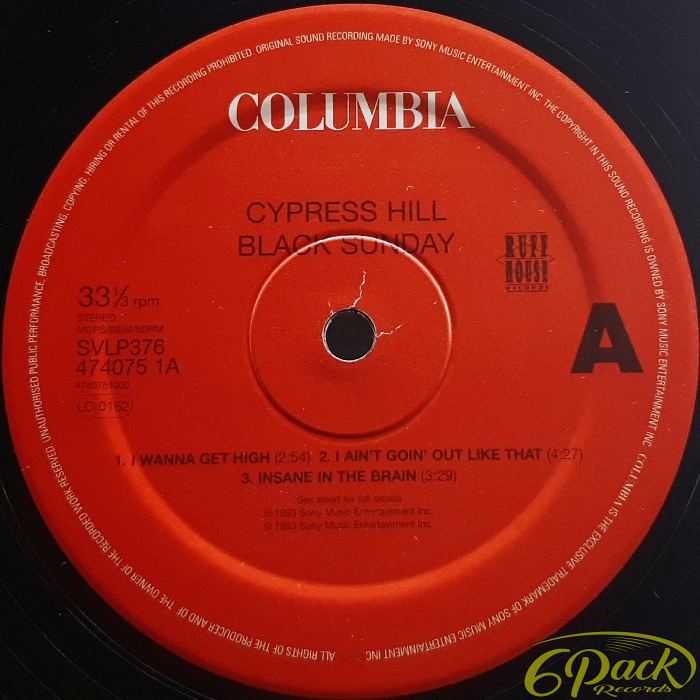 ALL RIGHTS OF THE PRODUCER AND OF THE OWNER OF THE RECORDED WORK RESERVED. UNAUTHORISED PUBLIC PERFORMANCE, BROADCASTING, COPYING, HIRING OR RENTAL OF THIS RECORDING PROHIBITED. ORIGINAL SOUND RECORDING MADE BY SONY MUSIC ENTERTAINMENT INC. THE COPYRIGHT IN THIS SOUND RECORDING IS OWNED BY SONY MUSIC ENTERTAINMENT INC. COLUMBIA IS THE EXCLUSIVE TRADEMARK OF SONY MUSIC ENTERTAINMENT INC
COLUMBIA
CYPRESS HILL
BLACK SUNDAY
RUFF
HOUSE
RECORDS
33⅓ rpm
STEREO
MCPS/BIEM/SDRM
SVLP376
474075 1A
4740751000
LC 0162
A
1. I WANNA GET HIGH (2:54) 2. I AIN'T GOIN' OUT LIKE THAT (4:27)
3. INSANE IN THE BRAIN (3:29)
See insert for full details
℗ 1993 Sony Music Entertainment Inc.
© 1993 Sony Music Entertainment Inc.
6Pack
Records